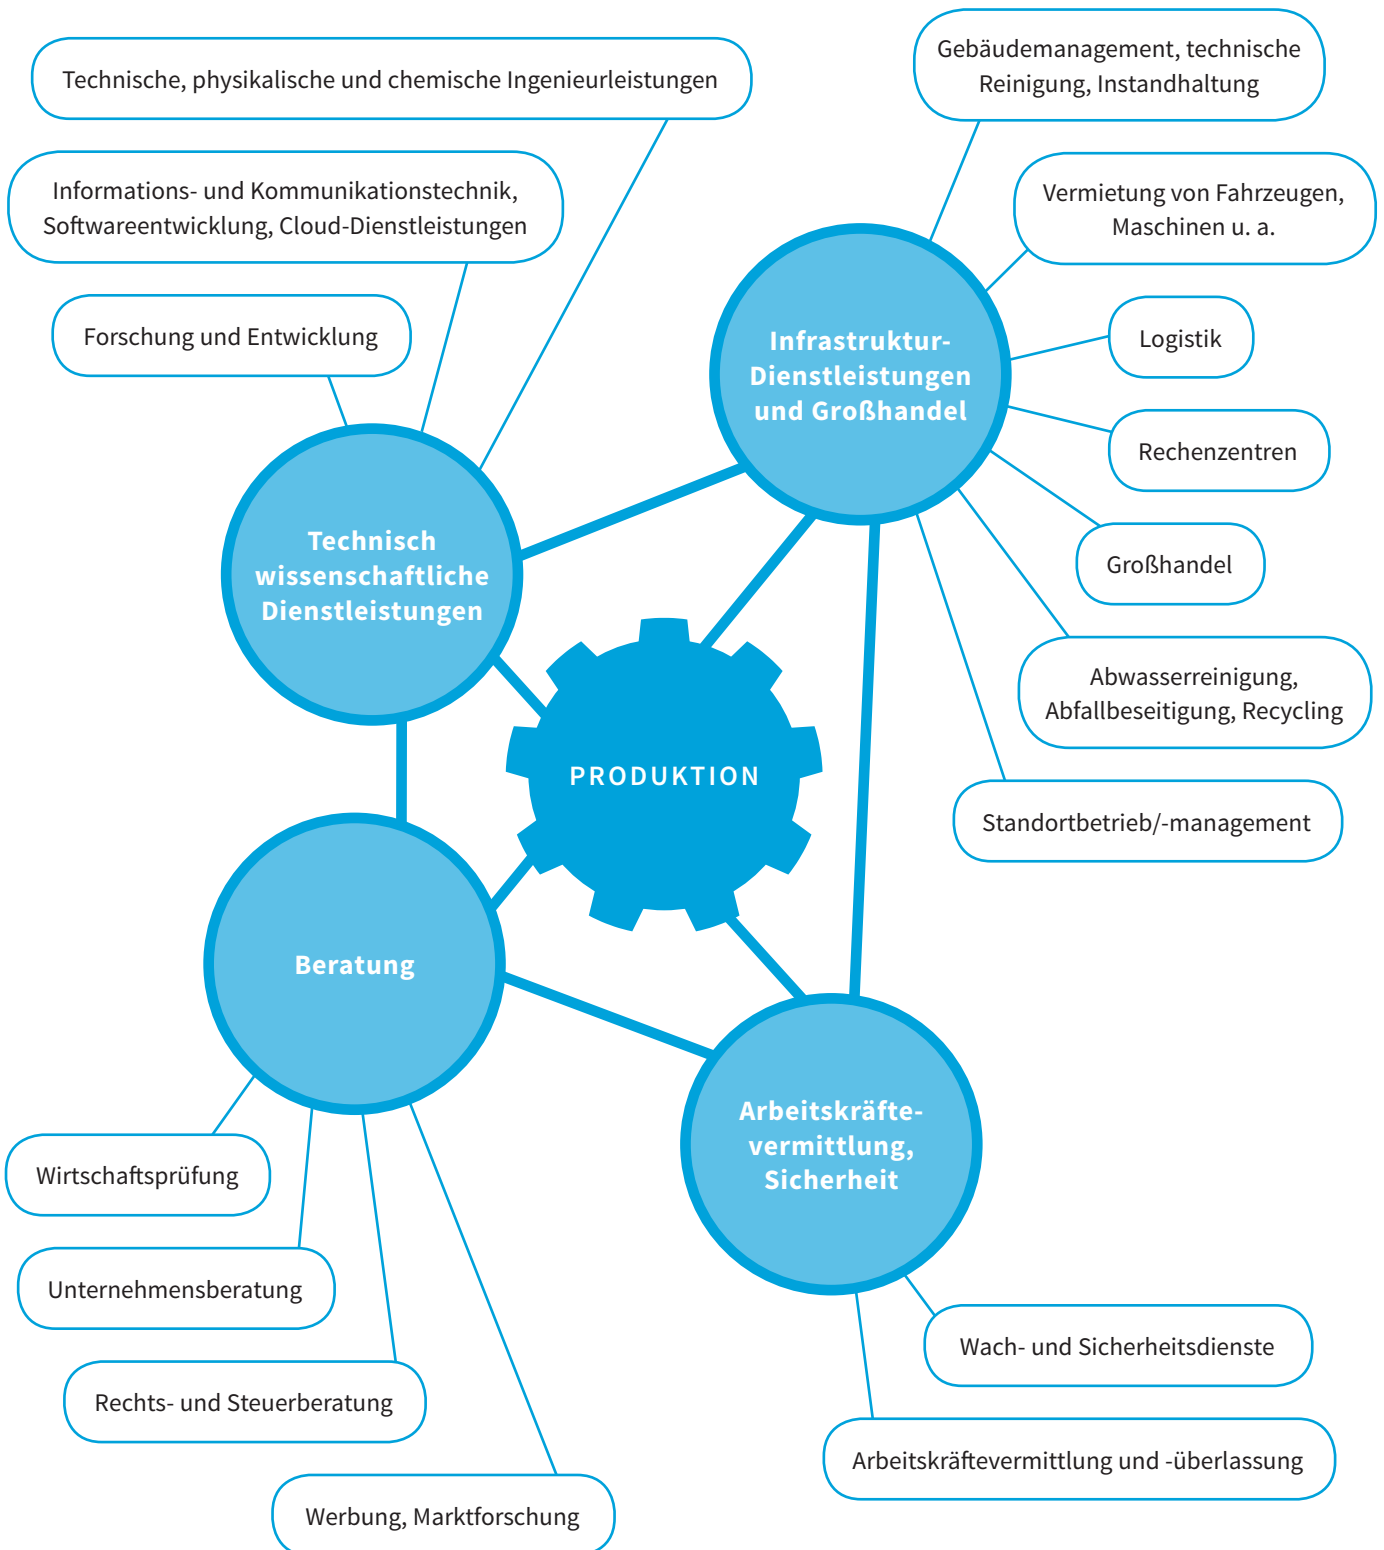 Technische, physikalische und chemische Ingenieurleistungen
Informations- und Kommunikationstechnik,
Softwareentwicklung, Cloud-Dienstleistungen
Forschung und Entwicklung
Technisch
wissenschaftliche
Dienstleistungen
Gebäudemanagement, technische
Reinigung, Instandhaltung
Vermietung von Fahrzeugen,
Maschinen u. a.
Logistik
Rechenzentren
Großhandel
Abwasserreinigung,
Abfallbeseitigung, Recycling
Standortbetrieb/-management
Infrastruktur-
Dienstleistungen
und Großhandel
PRODUKTION
Beratung
Wirtschaftsprüfung
Unternehmensberatung
Rechts- und Steuerberatung
Werbung, Marktforschung
Arbeitskräfte-
vermittlung,
Sicherheit
Wach- und Sicherheitsdienste
Arbeitskräftevermittlung und -überlassung